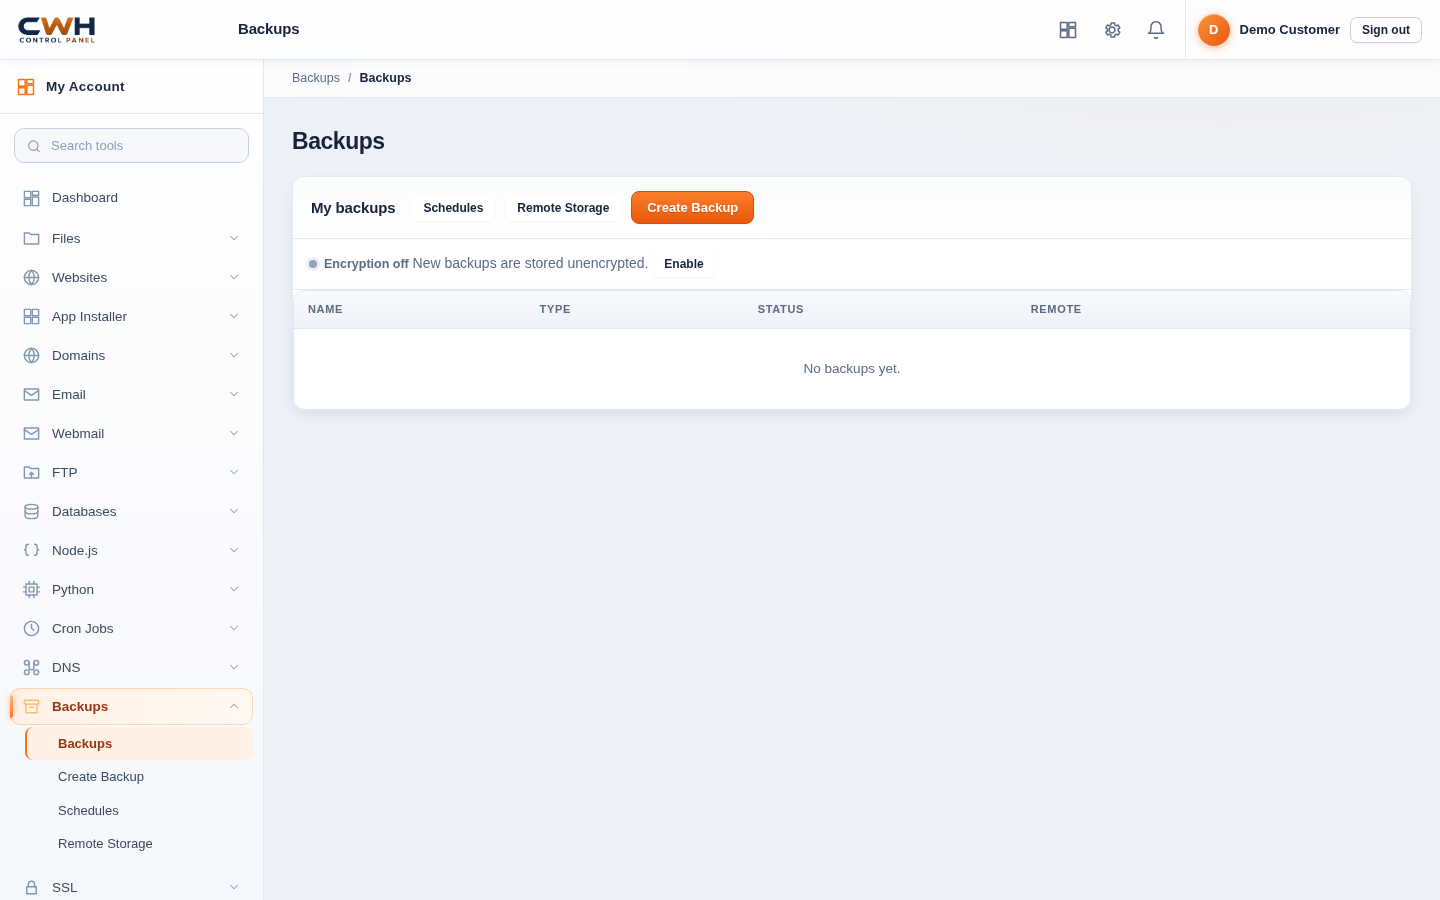 CWH
CONTROL PANEL
Backups
D
Demo Customer
Sign out
My Account
Search tools
Dashboard
Files
Websites
App Installer
Domains
Email
Webmail
FTP
Databases
Node.js
Python
Cron Jobs
DNS
Backups
Backups
Create Backup
Schedules
Remote Storage
SSL
Backups / Backups
Backups
My backups Schedules Remote Storage Create Backup
Encryption off New backups are stored unencrypted. Enable
NAME TYPE STATUS REMOTE
No backups yet.